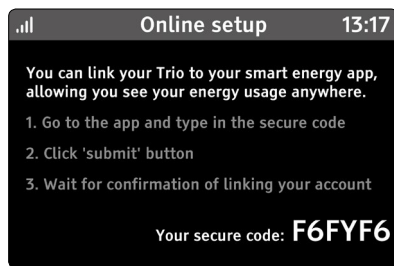 Online setup 13:17
You can link your Trio to your smart energy app,
allowing you see your energy usage anywhere.
1. Go to the app and type in the secure code
2. Click 'submit' button
3. Wait for confirmation of linking your account
Your secure code: F6FYF6